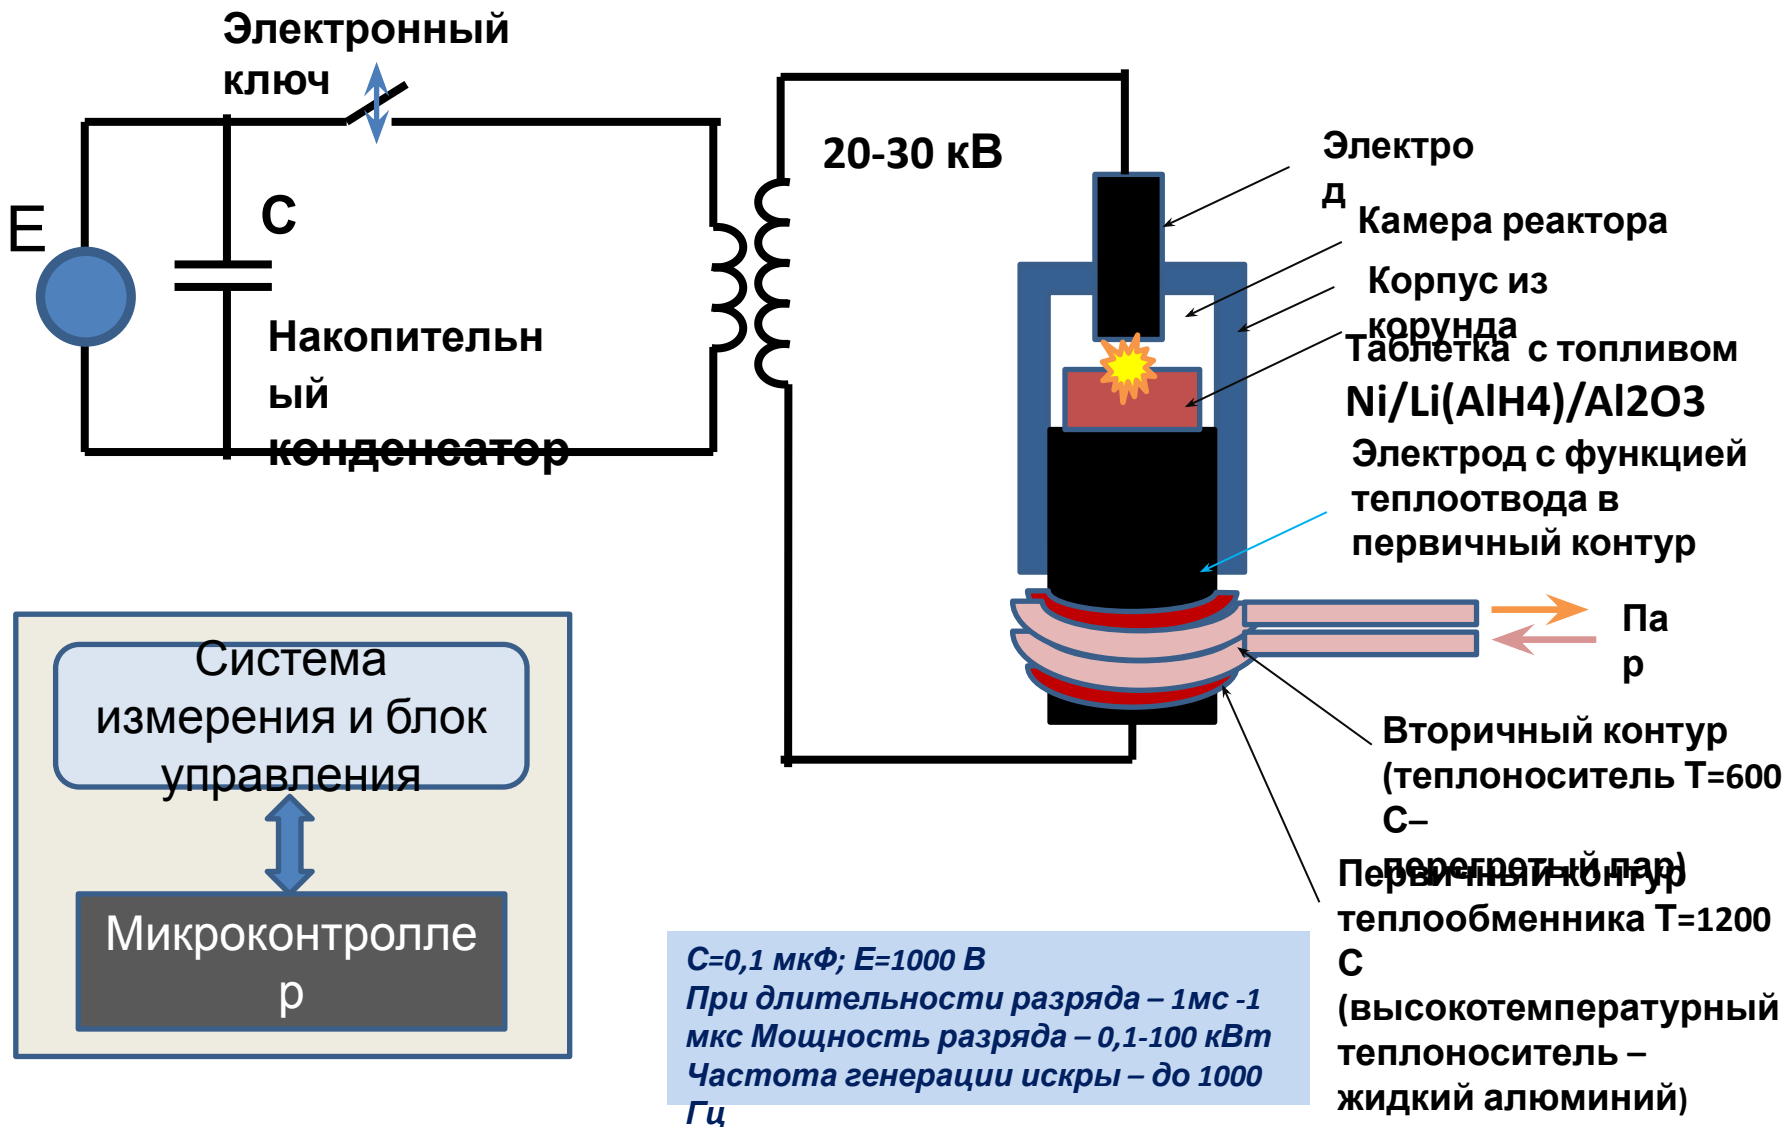 Электронный
ключ
E
C
20-30 кВ
Накопительн
ый
конденсатор
Электро
д
Камера реактора
Корпус из
корунда
Таблетка с топливом
Ni/Li(AlH4)/Al2O3
Электрод с функцией
теплоотвода в
первичный контур
Па
р
Вторичный контур
(теплоноситель Т=600
С–
перегретый пар)
Первичный контур
теплообменника Т=1200
С
(высокотемпературный
теплоноситель –
жидкий алюминий)
Система
измерения и блок
управления
Микроконтролле
р
С=0,1 мкФ; Е=1000 В
При длительности разряда – 1мс -1
мкс Мощность разряда – 0,1-100 кВт
Частота генерации искры – до 1000
Гц